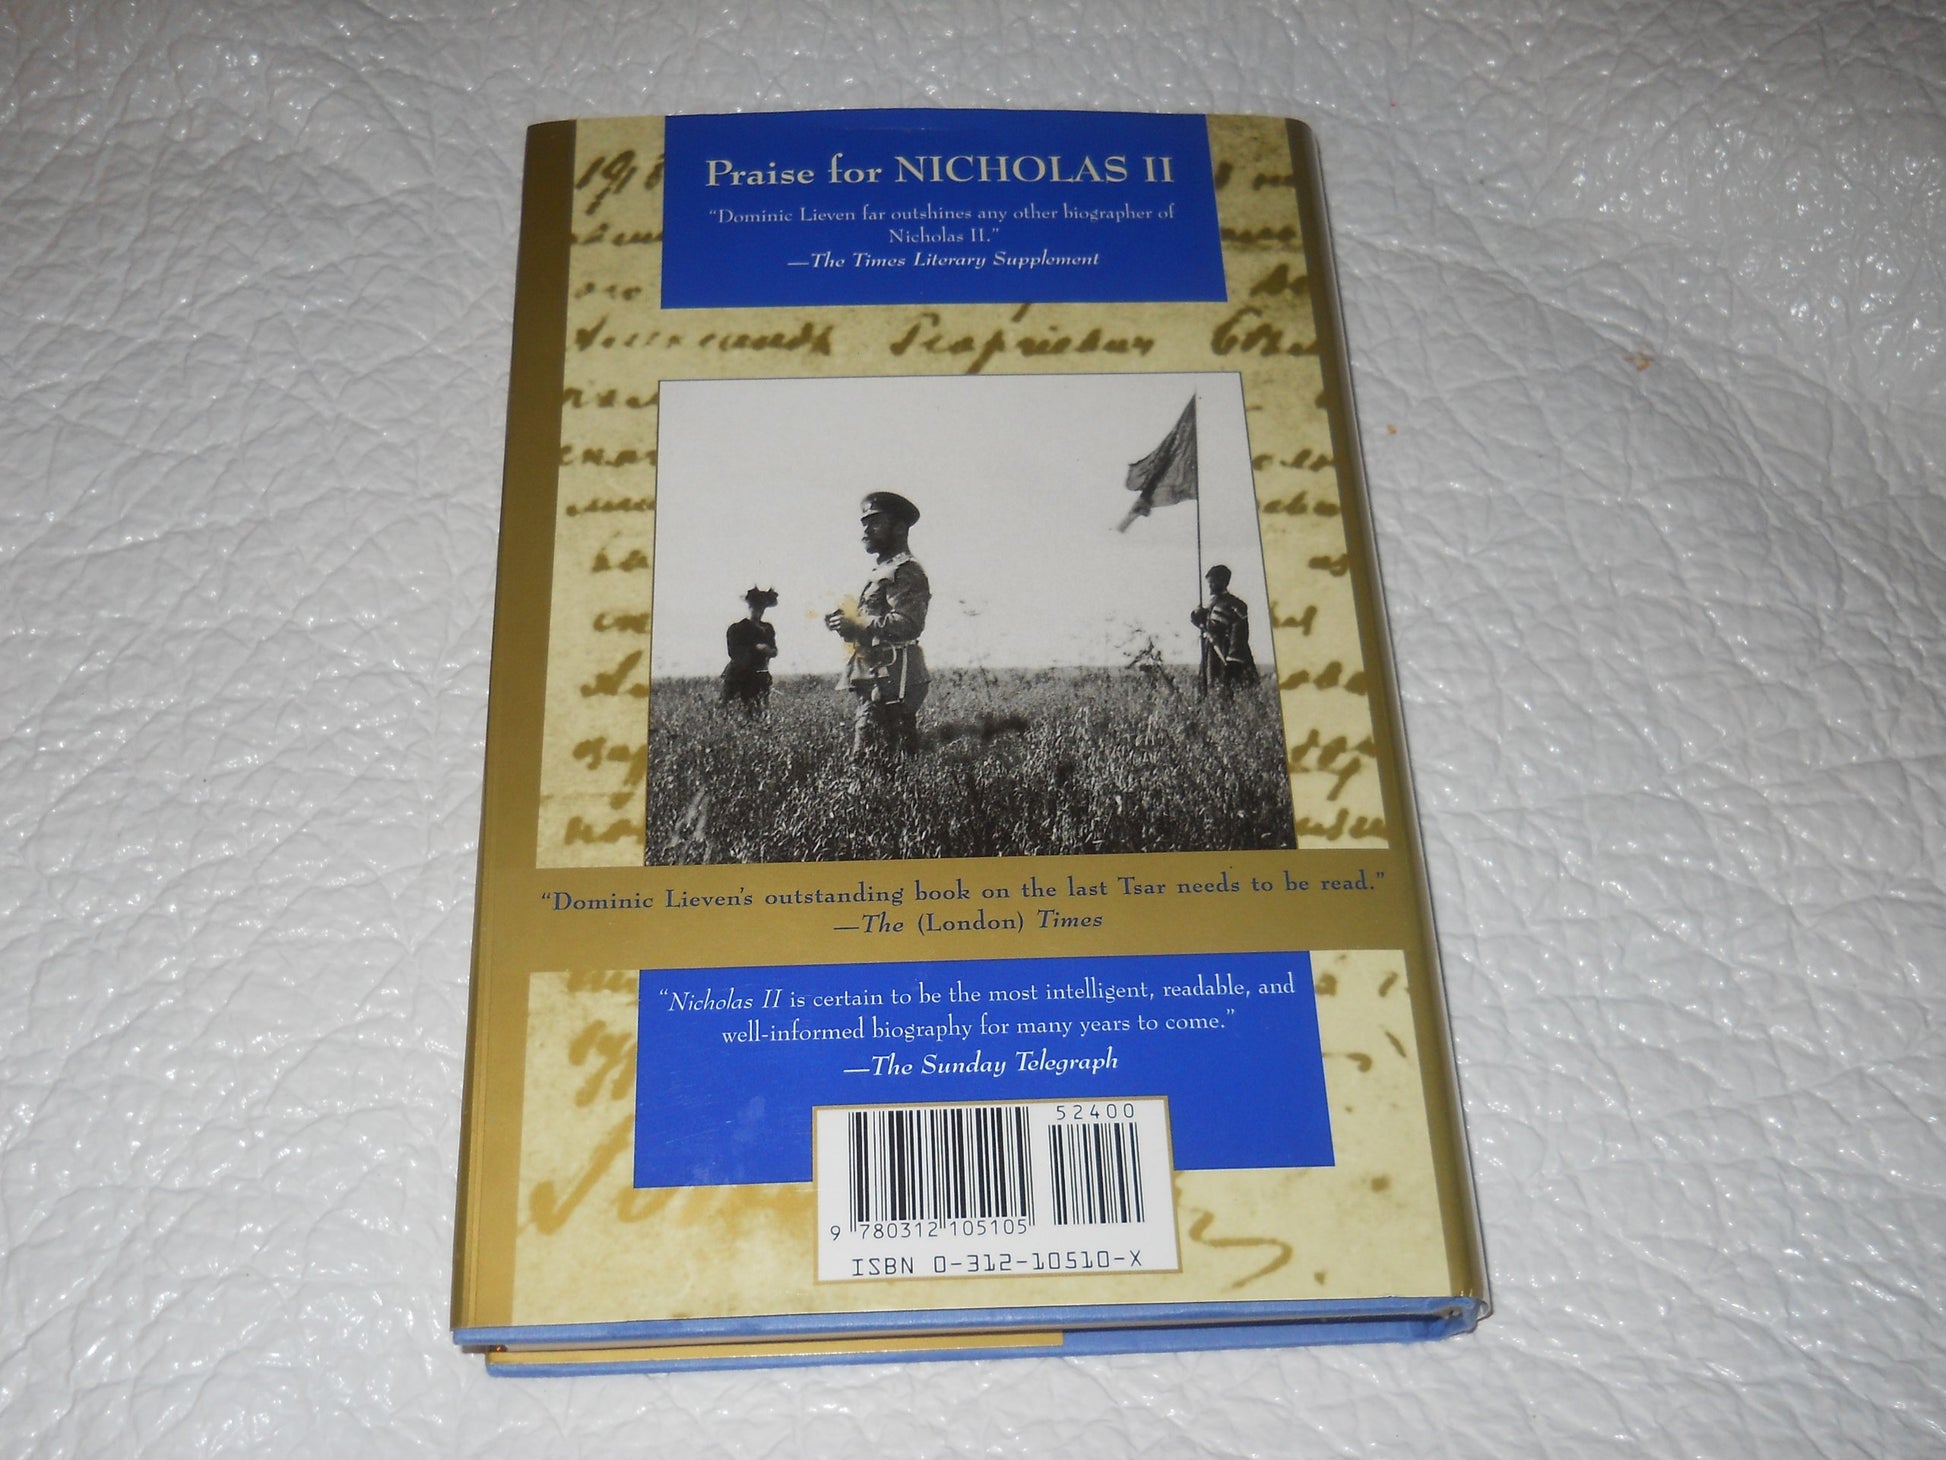 Praise for NICHOLAS II
“Dominic Lieven far outshines any other biographer of
Nicholas II.”
—The Times Literary Supplement
“Dominic Lieven's outstanding book on the last Tsar needs to be read.”
—The (London) Times
“Nicholas II is certain to be the most intelligent, readable, and
well-informed biography for many years to come.”
—The Sunday Telegraph
52400
9 780312 105105
ISBN 0-312-10510-X